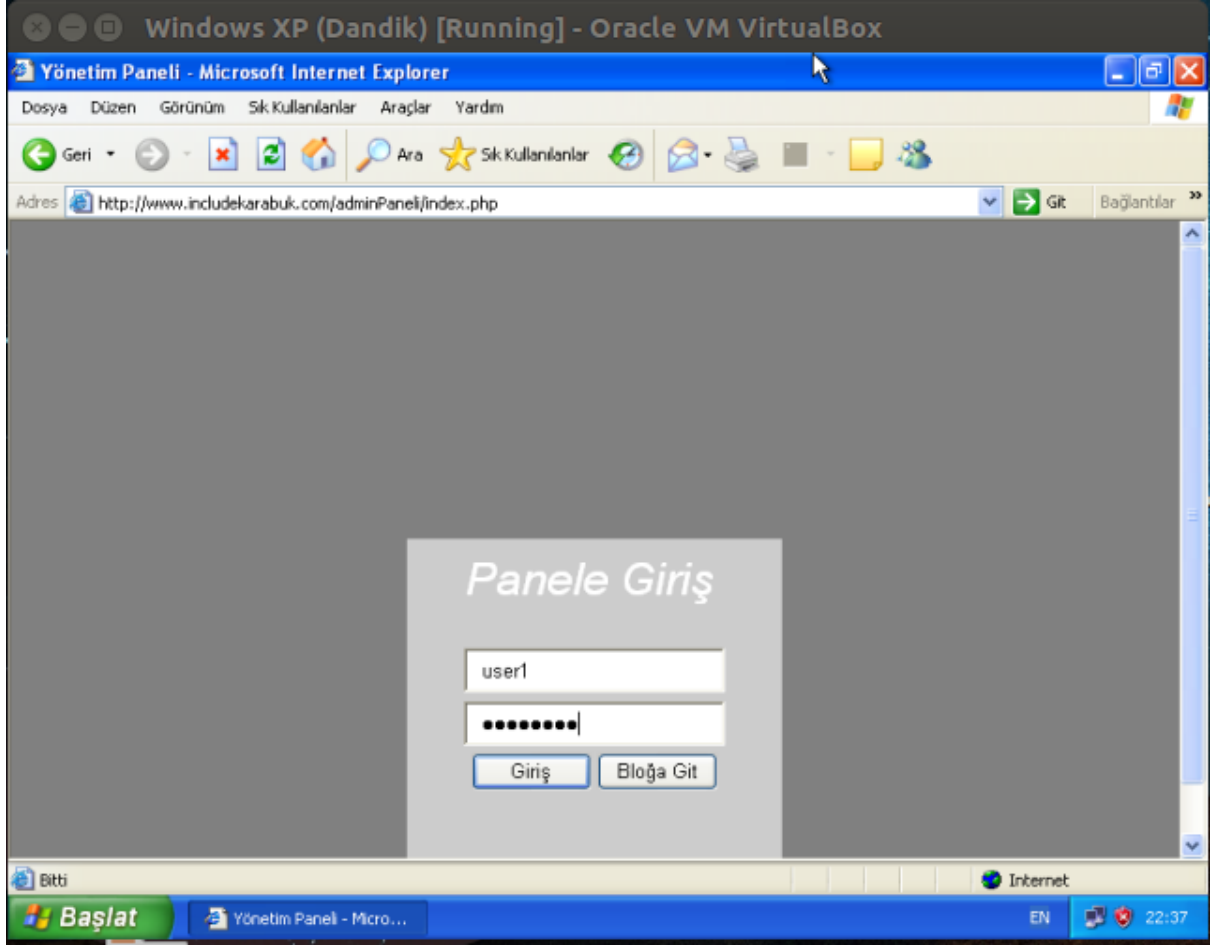 Windows XP (Dandik) [Running] - Oracle VM VirtualBox
Yönetim Paneli - Microsoft Internet Explorer
Dosya Düzen Görünüm Sık Kullanılanlar Araçlar Yardım
Geri Ara Sık Kullanılanlar
Adres http://www.includekarabuk.com/adminPaneli/index.php Git Bağlantılar »
Panele Giriş
user1
••••••••
Giriş Bloğa Git
Bitti Internet
Başlat Yönetim Paneli - Micro... EN 22:37